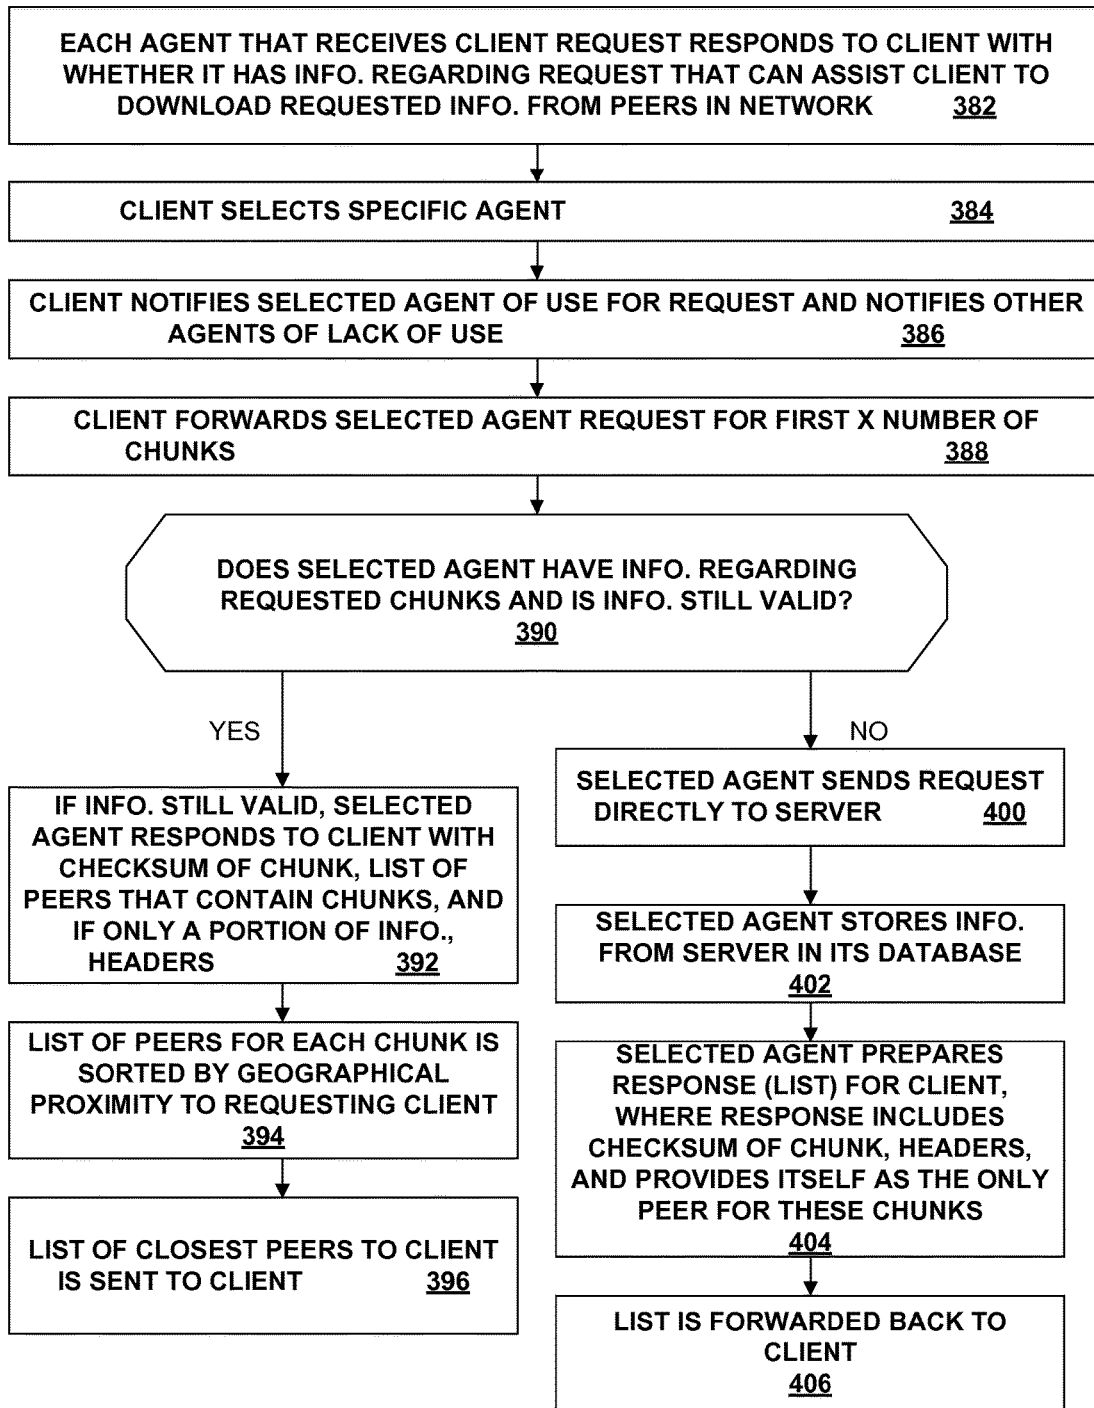 EACH AGENT THAT RECEIVES CLIENT REQUEST RESPONDS TO CLIENT WITH
WHETHER IT HAS INFO. REGARDING REQUEST THAT CAN ASSIST CLIENT TO
DOWNLOAD REQUESTED INFO. FROM PEERS IN NETWORK 382
CLIENT SELECTS SPECIFIC AGENT 384
CLIENT NOTIFIES SELECTED AGENT OF USE FOR REQUEST AND NOTIFIES OTHER
AGENTS OF LACK OF USE 386
CLIENT FORWARDS SELECTED AGENT REQUEST FOR FIRST X NUMBER OF
CHUNKS 388
DOES SELECTED AGENT HAVE INFO. REGARDING
REQUESTED CHUNKS AND IS INFO. STILL VALID?
390
YES
IF INFO. STILL VALID, SELECTED
AGENT RESPONDS TO CLIENT WITH
CHECKSUM OF CHUNK, LIST OF
PEERS THAT CONTAIN CHUNKS, AND
IF ONLY A PORTION OF INFO.,
HEADERS 392
LIST OF PEERS FOR EACH CHUNK IS
SORTED BY GEOGRAPHICAL
PROXIMITY TO REQUESTING CLIENT
394
LIST OF CLOSEST PEERS TO CLIENT
IS SENT TO CLIENT 396
NO
SELECTED AGENT SENDS REQUEST
DIRECTLY TO SERVER 400
SELECTED AGENT STORES INFO.
FROM SERVER IN ITS DATABASE
402
SELECTED AGENT PREPARES
RESPONSE (LIST) FOR CLIENT,
WHERE RESPONSE INCLUDES
CHECKSUM OF CHUNK, HEADERS,
AND PROVIDES ITSELF AS THE ONLY
PEER FOR THESE CHUNKS
404
LIST IS FORWARDED BACK TO
CLIENT
406